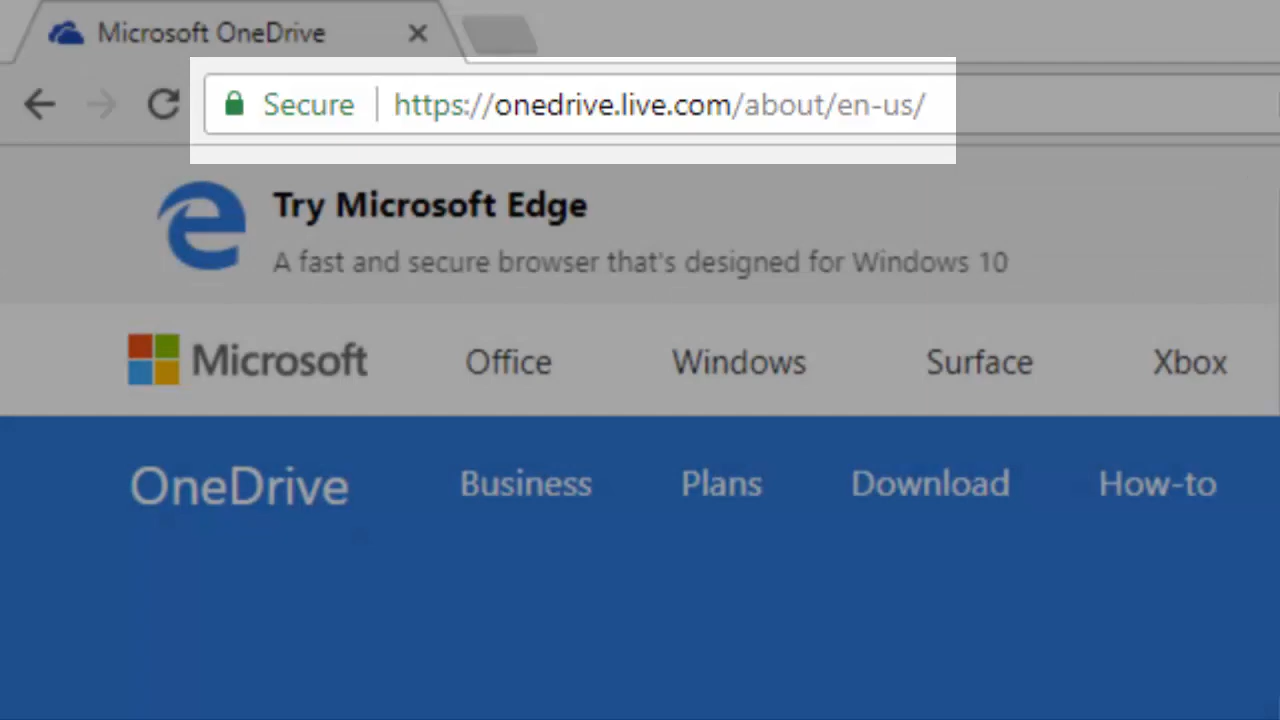 Microsoft OneDrive
Secure https://onedrive.live.com/about/en-us/
Try Microsoft Edge
A fast and secure browser that's designed for Windows 10
Microsoft Office Windows Surface Xbox
OneDrive Business Plans Download How-to